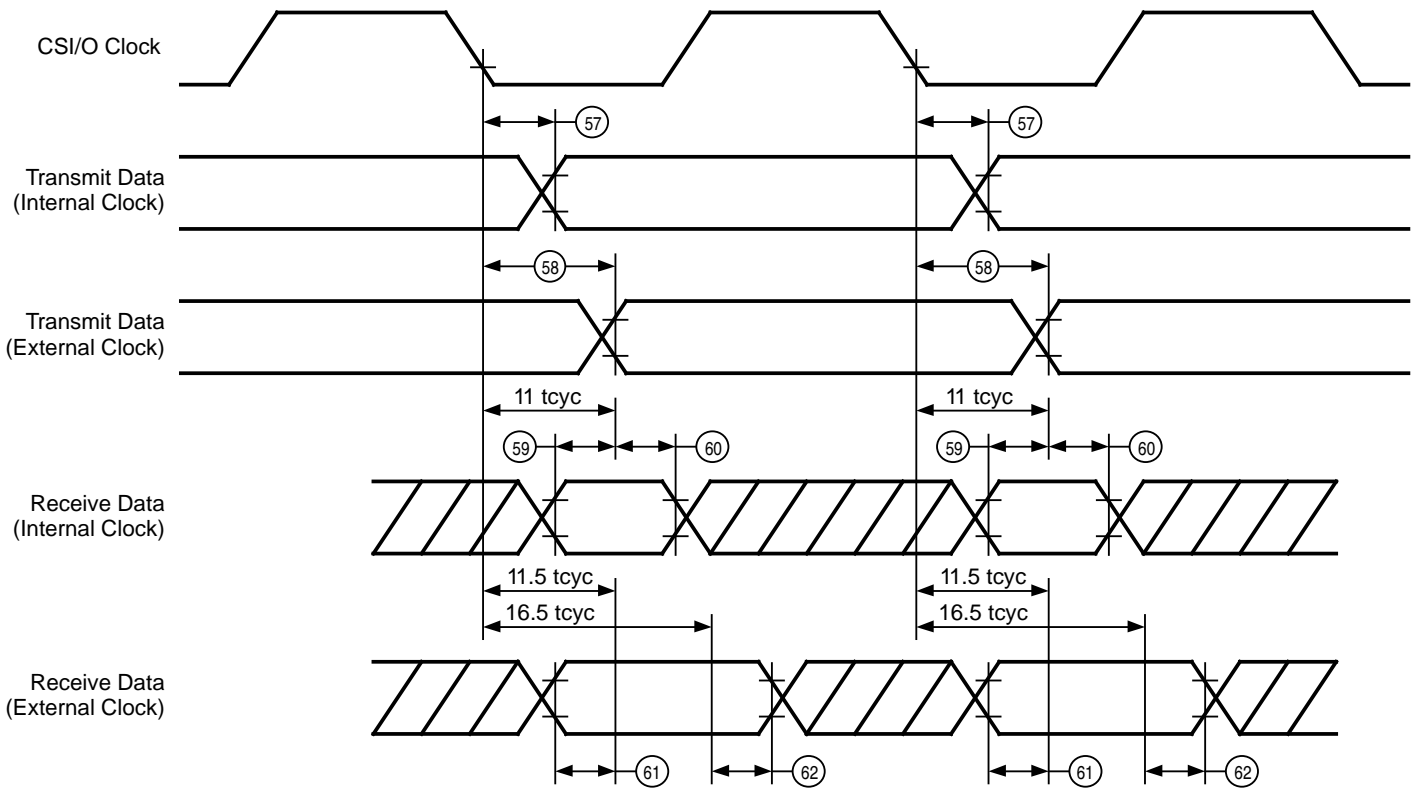 CSI/O Clock
57 57
Transmit Data
(Internal Clock)
58 58
Transmit Data
(External Clock)
11 tcyc 11 tcyc
59 60 59 60
Receive Data
(Internal Clock)
11.5 tcyc 11.5 tcyc
16.5 tcyc 16.5 tcyc
Receive Data
(External Clock)
61 62 61 62